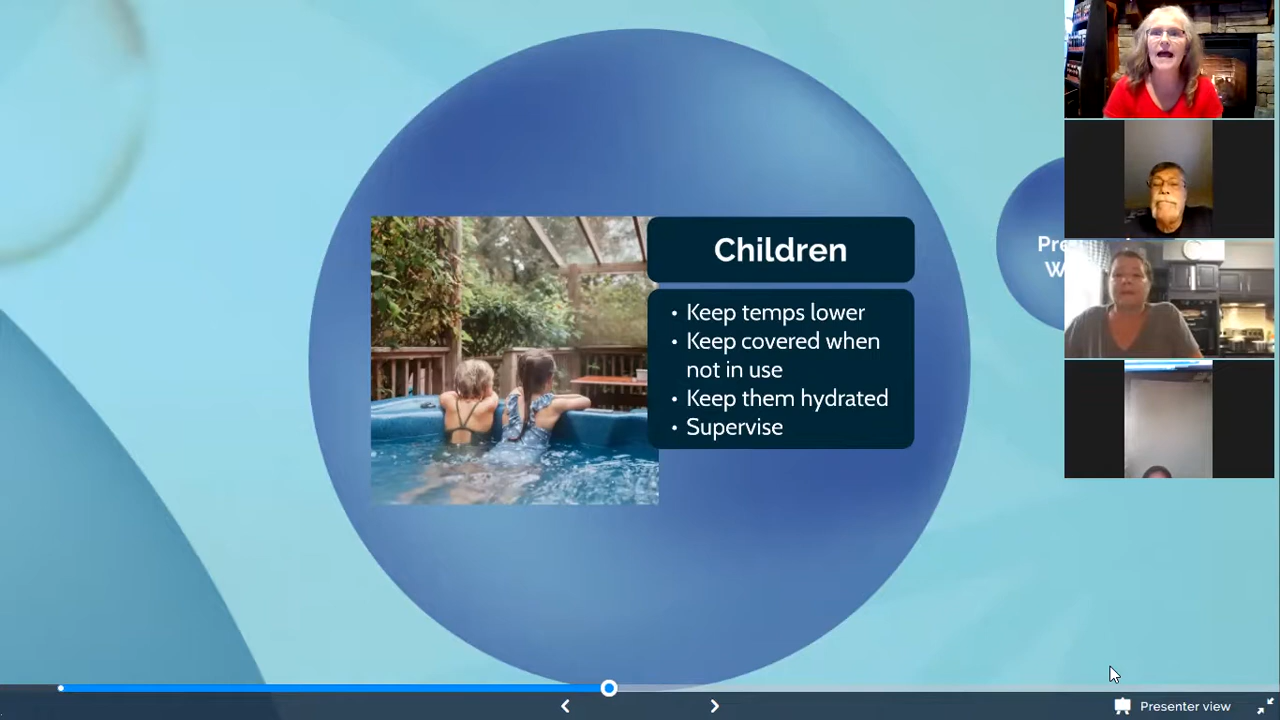 Children
• Keep temps lower
• Keep covered when
not in use
• Keep them hydrated
• Supervise
Presenter view